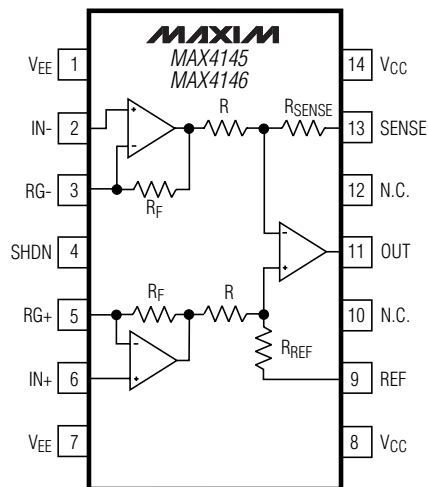 MAXIM
MAX4145
MAX4146
VEE 1
14 VCC
IN- 2
+
-
R
RSENSE
13 SENSE
RG- 3
RF
12 N.C.
SHDN 4
-
+
11 OUT
RG+ 5
RF
R
10 N.C.
IN+ 6
-
+
RREF
9 REF
VEE 7
8 VCC